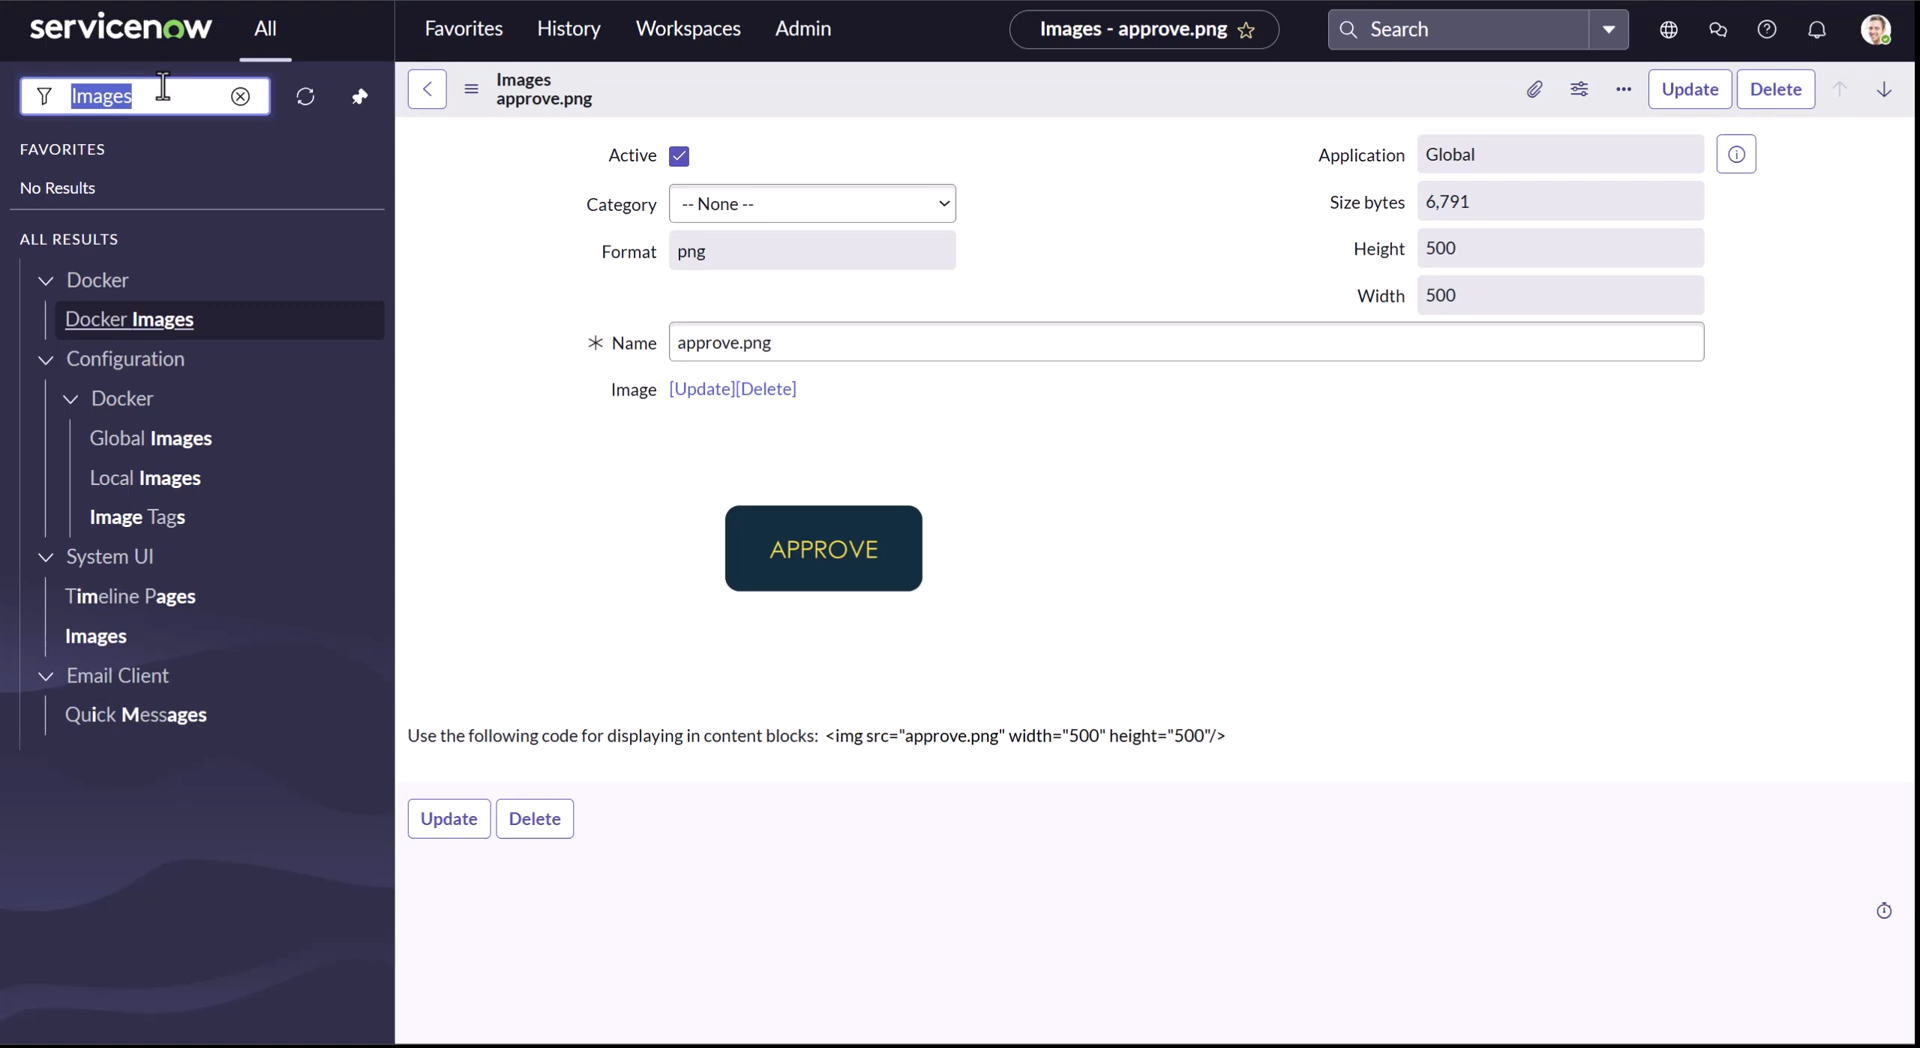 servicenow
All
Favorites
History
Workspaces
Admin
Images - approve.png
Search
Images
FAVORITES
No Results
ALL RESULTS
Docker
Docker Images
Configuration
Docker
Global Images
Local Images
Image Tags
System UI
Timeline Pages
Images
Email Client
Quick Messages
Images
approve.png
Update
Delete
Active
Application
Global
Category
-- None --
Size bytes
6,791
Format
png
Height
500
Width
500
Name
approve.png
Image
[Update][Delete]
APPROVE
Use the following code for displaying in content blocks: <img src="approve.png" width="500" height="500"/>
Update
Delete